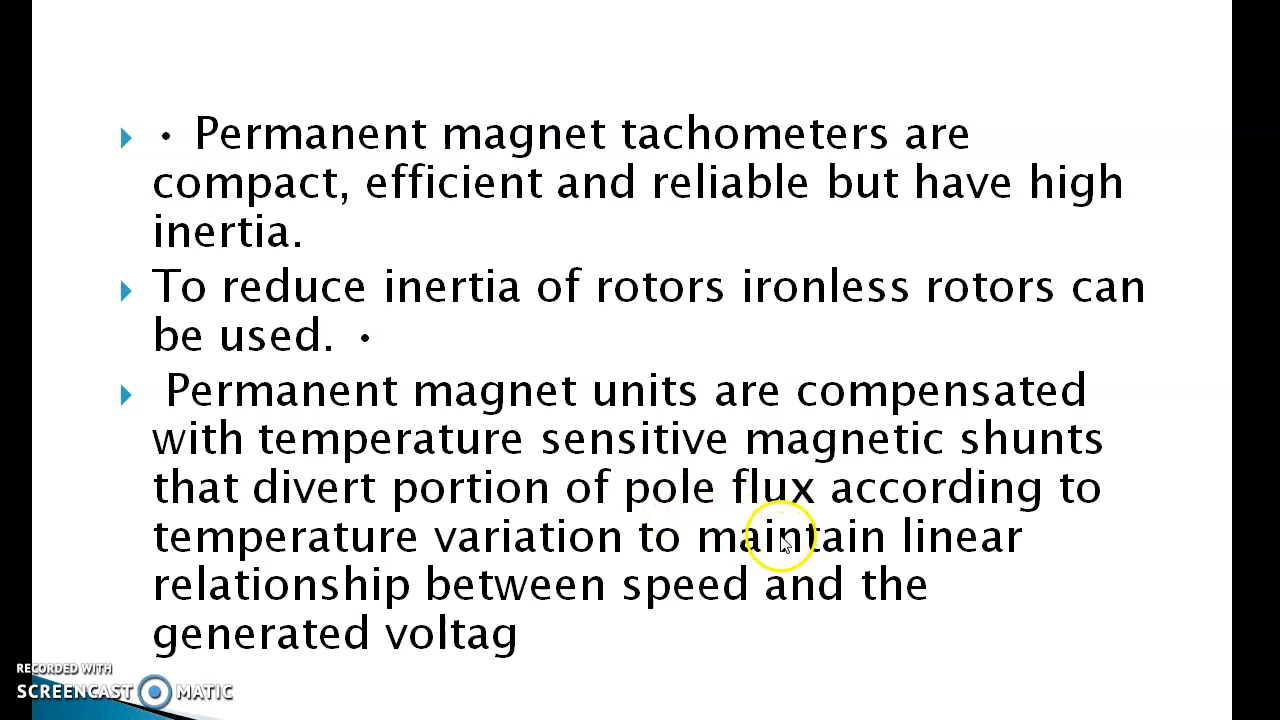 • Permanent magnet tachometers are
compact, efficient and reliable but have high
inertia.
To reduce inertia of rotors ironless rotors can
be used. •
Permanent magnet units are compensated
with temperature sensitive magnetic shunts
that divert portion of pole flux according to
temperature variation to maintain linear
relationship between speed and the
generated voltag
RECORDED WITH
SCREENCAST MATIC